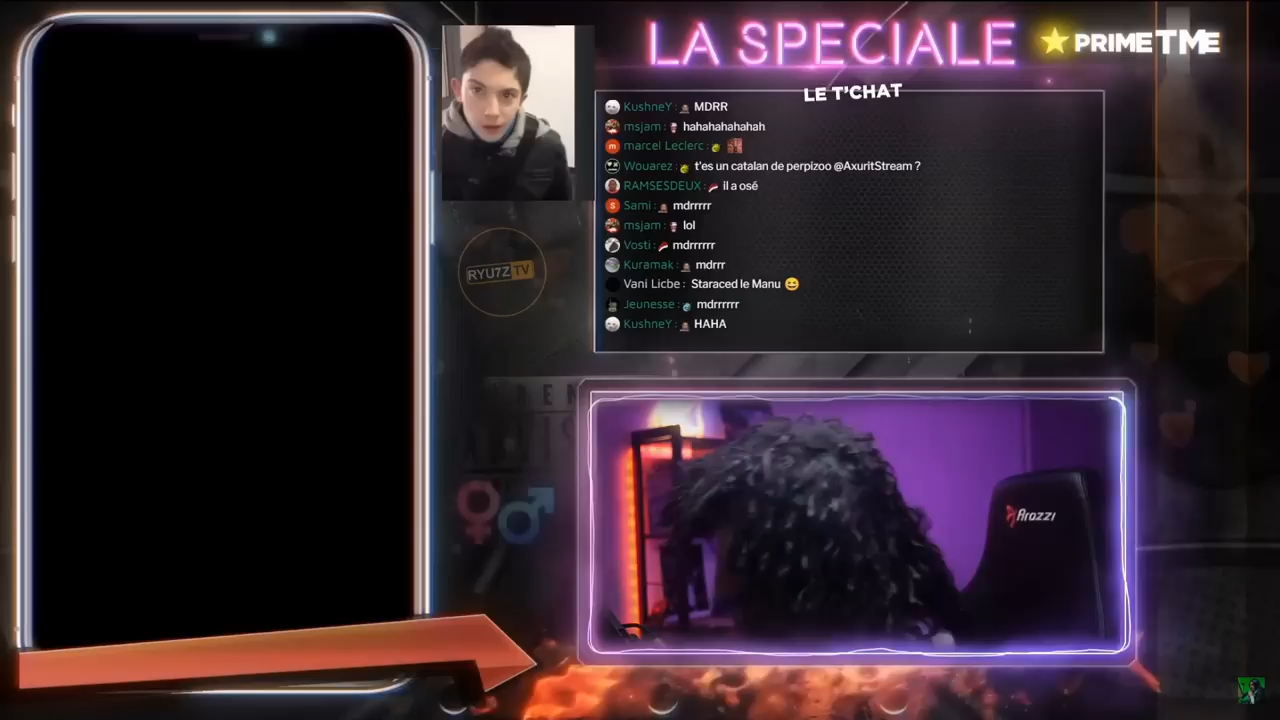 LA SPECIALE
PRIMETME
LE T'CHAT
KushneY : MDRR
msjam : hahahahahahah
marcel Leclerc :
Wouarez : t'es un catalan de perpizoo @AxuritStream ?
RAMSESDEUX : il a osé
Sami : mdrrrrr
msjam : lol
Vosti : mdrrrrrr
Kuramak : mdrrr
Vani Licbe : Staraced le Manu 😆
Jeunesse : mdrrrrrr
KushneY : HAHA
RYU7Z TV
Arozzi